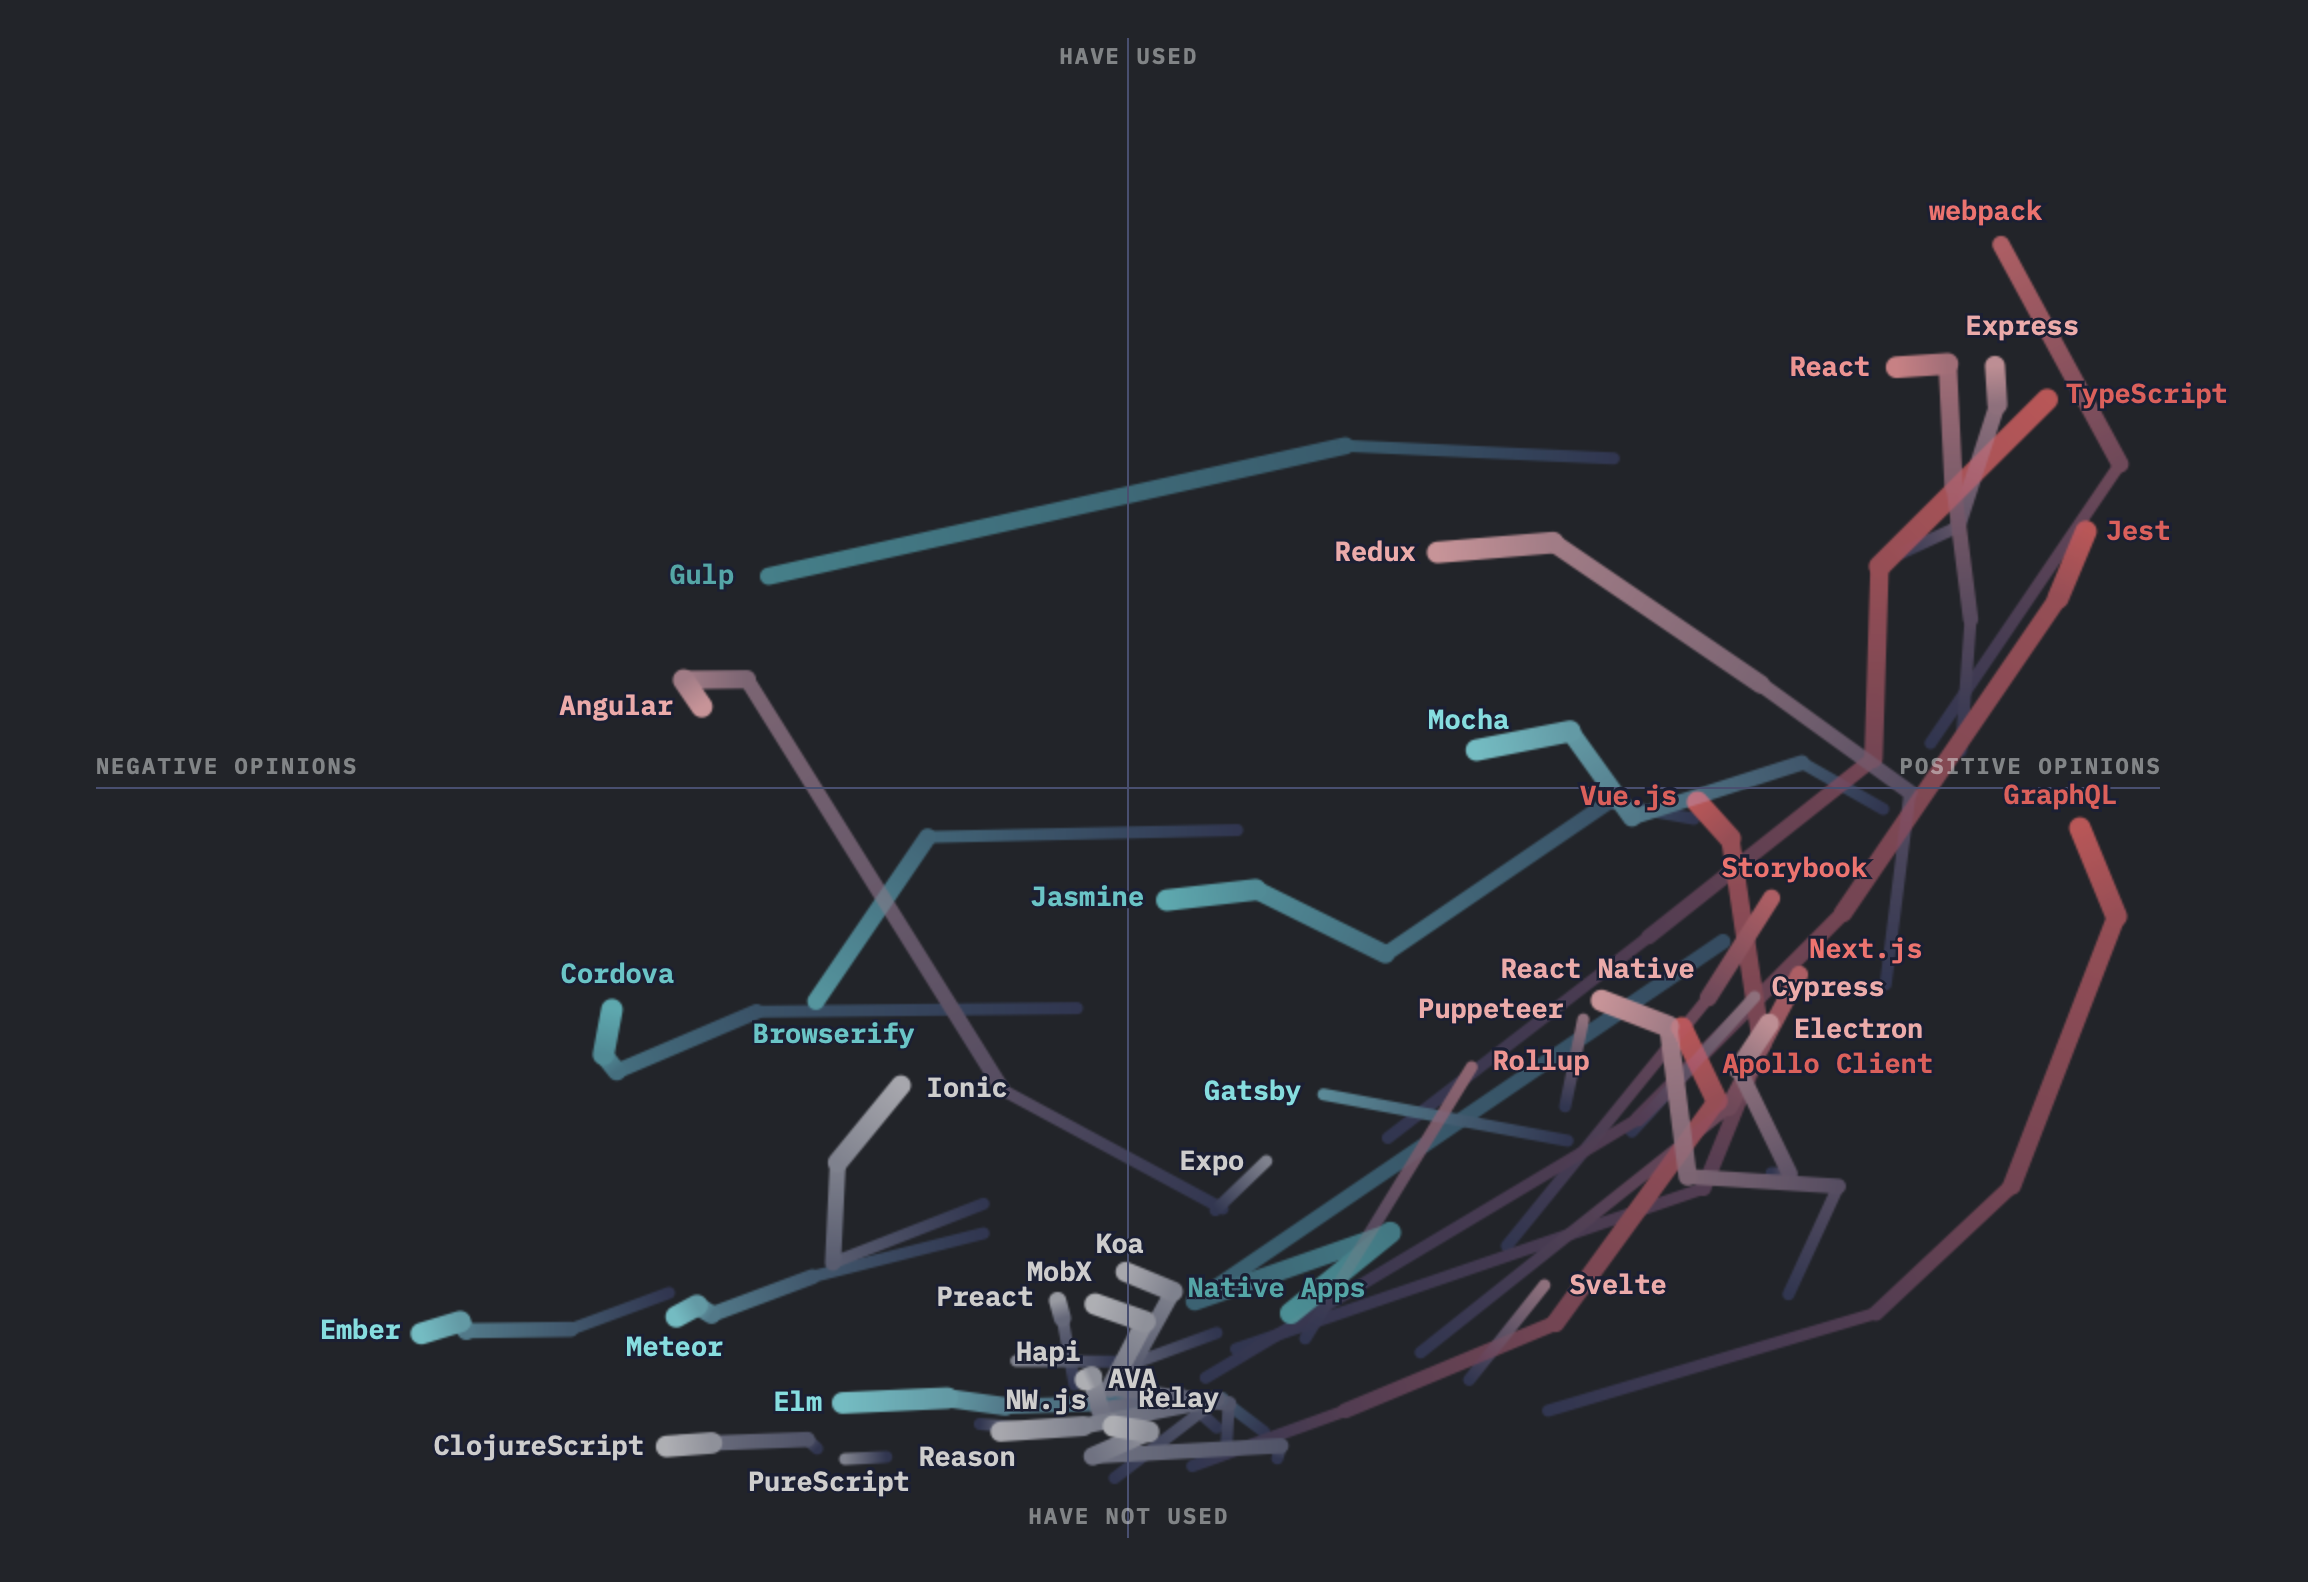 HAVE USED
webpack
Express
React
TypeScript
Jest
Redux
Gulp
Angular
Mocha
NEGATIVE OPINIONS
POSITIVE OPINIONS
Vue.js
GraphQL
Storybook
Jasmine
Next.js
React Native
Cordova
Cypress
Puppeteer
Electron
Browserify
Rollup
Apollo Client
Ionic
Gatsby
Expo
Koa
MobX
Native Apps
Svelte
Preact
Ember
Meteor
Hapi
AVA
Elm
NW.js
Relay
ClojureScript
Reason
PureScript
HAVE NOT USED